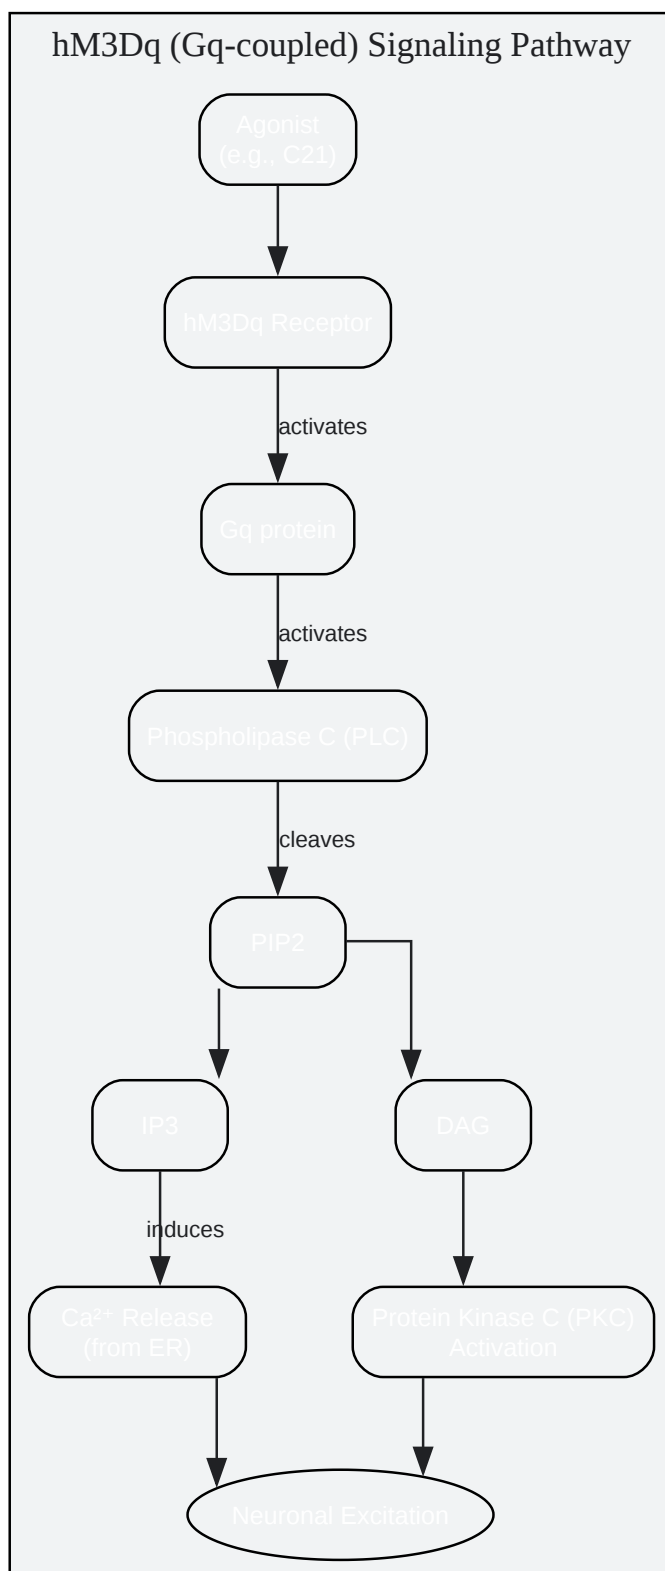 hM3Dq (Gq-coupled) Signaling Pathway
Agonist
(e.g., C21)
hM3Dq Receptor
activates
Gq protein
activates
Phospholipase C (PLC)
cleaves
PIP2
IP3
DAG
induces
Ca²⁺ Release
(from ER)
Protein Kinase C (PKC)
Activation
Neuronal Excitation